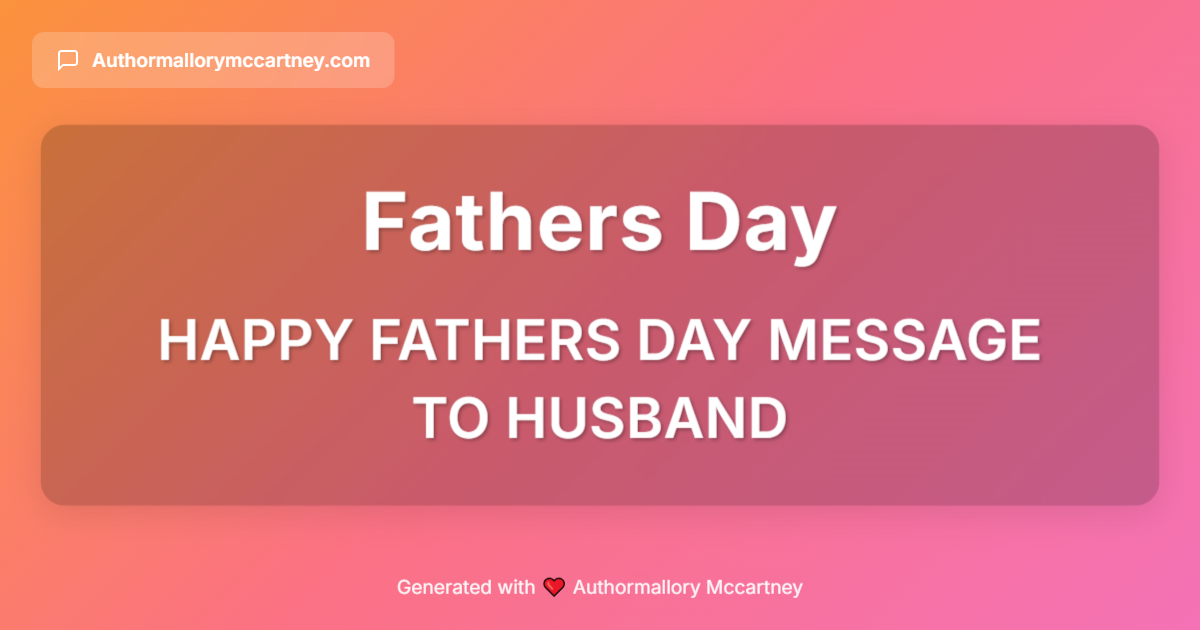 Authormallorymccartney.com
Fathers Day
HAPPY FATHERS DAY MESSAGE
TO HUSBAND
Generated with ❤️ Authormallory Mccartney